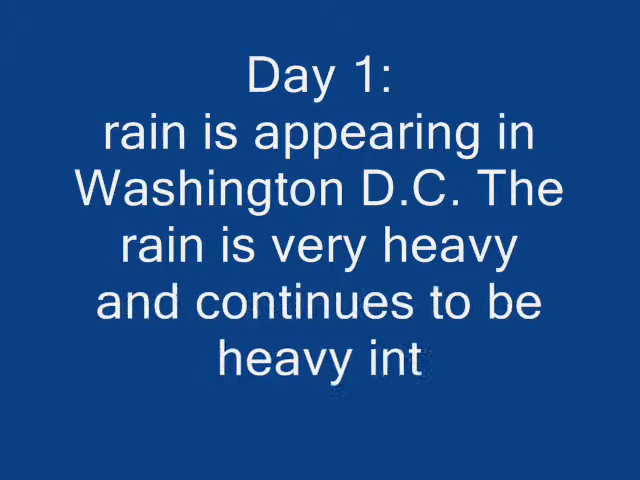 Day 1:
rain is appearing in
Washington D.C. The
rain is very heavy
and continues to be
heavy int